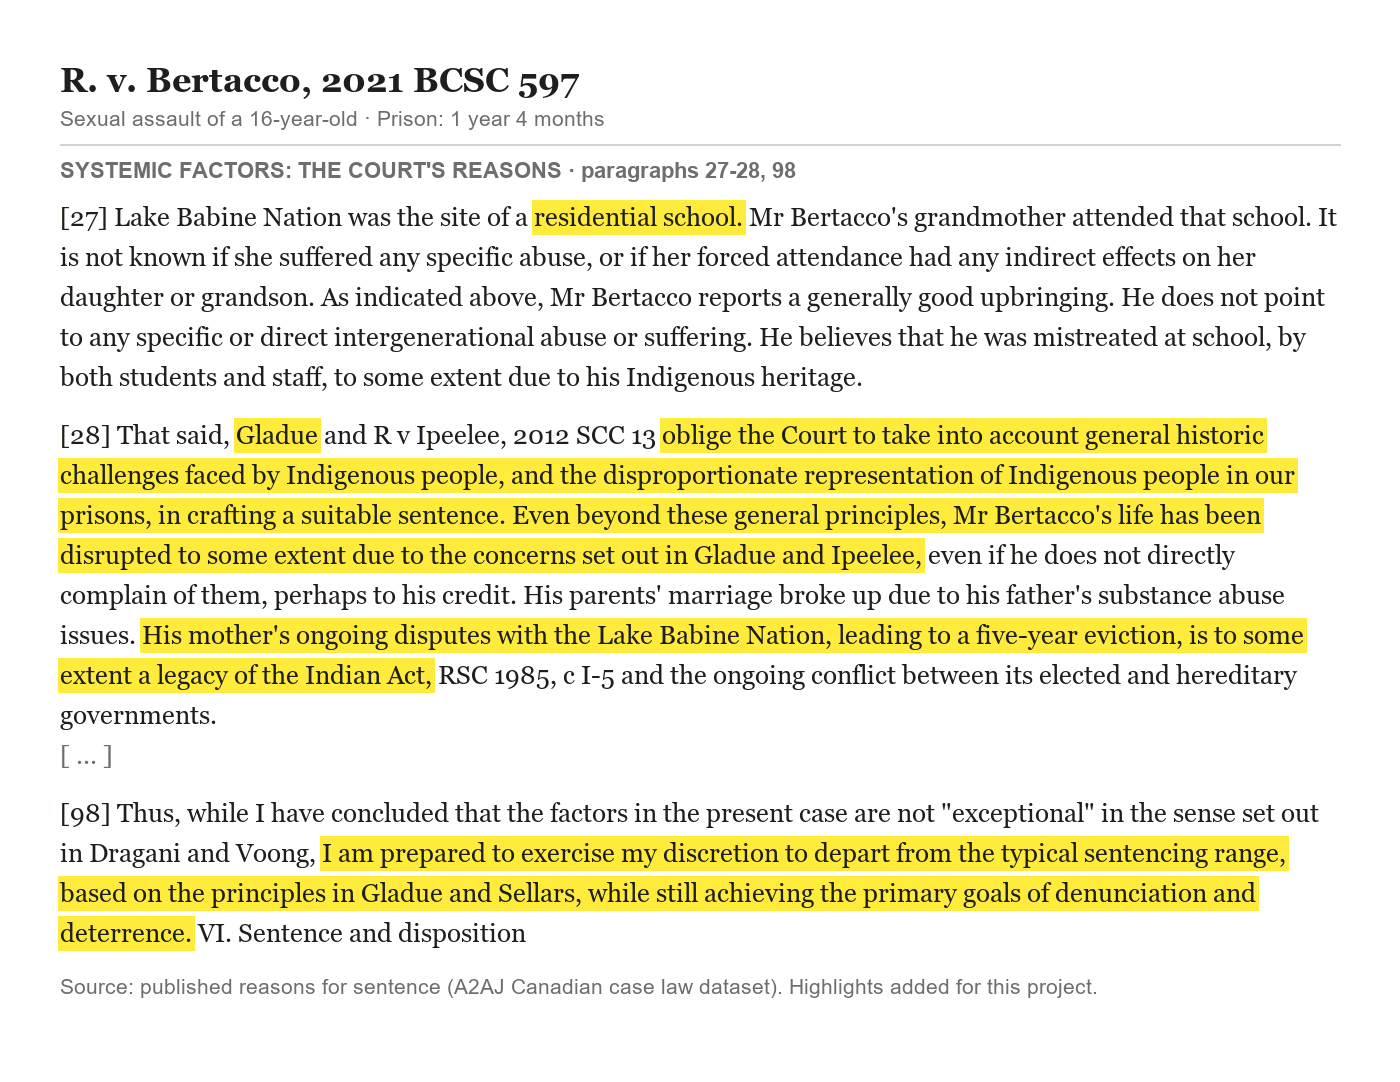 R. v. Bertacco, 2021 BCSC 597
Sexual assault of a 16-year-old · Prison: 1 year 4 months
SYSTEMIC FACTORS: THE COURT'S REASONS · paragraphs 27-28, 98
[27] Lake Babine Nation was the site of a residential school. Mr Bertacco's grandmother attended that school. It
is not known if she suffered any specific abuse, or if her forced attendance had any indirect effects on her
daughter or grandson. As indicated above, Mr Bertacco reports a generally good upbringing. He does not point
to any specific or direct intergenerational abuse or suffering. He believes that he was mistreated at school, by
both students and staff, to some extent due to his Indigenous heritage.
[28] That said, Gladue and R v Ipeelee, 2012 SCC 13 oblige the Court to take into account general historic
challenges faced by Indigenous people, and the disproportionate representation of Indigenous people in our
prisons, in crafting a suitable sentence. Even beyond these general principles, Mr Bertacco's life has been
disrupted to some extent due to the concerns set out in Gladue and Ipeelee, even if he does not directly
complain of them, perhaps to his credit. His parents' marriage broke up due to his father's substance abuse
issues. His mother's ongoing disputes with the Lake Babine Nation, leading to a five-year eviction, is to some
extent a legacy of the Indian Act, RSC 1985, c I-5 and the ongoing conflict between its elected and hereditary
governments.
[ ... ]
[98] Thus, while I have concluded that the factors in the present case are not "exceptional" in the sense set out
in Dragani and Voong, I am prepared to exercise my discretion to depart from the typical sentencing range,
based on the principles in Gladue and Sellars, while still achieving the primary goals of denunciation and
deterrence. VI. Sentence and disposition
Source: published reasons for sentence (A2AJ Canadian case law dataset). Highlights added for this project.